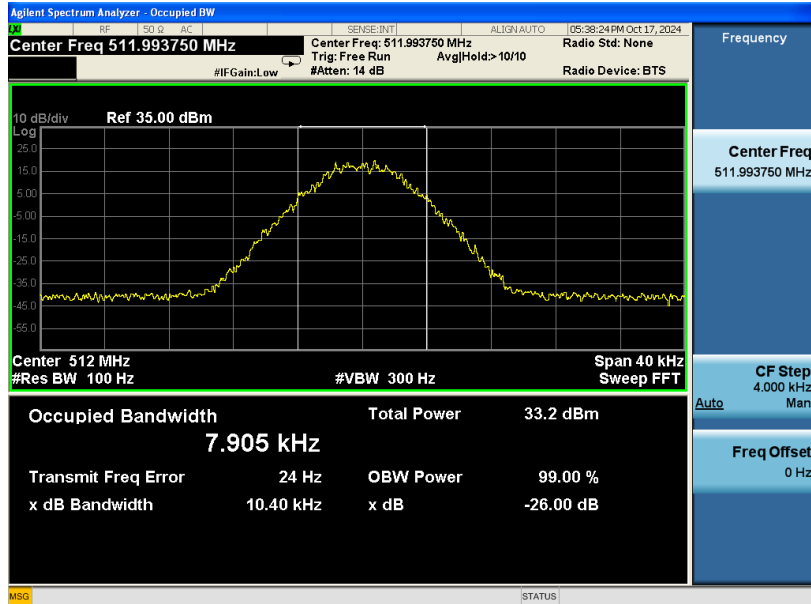 Agilent Spectrum Analyzer - Occupied BW
LXI RF 50 Ω AC SENSE:INT ALIGN AUTO 05:38:24 PM Oct 17, 2024
Center Freq 511.993750 MHz
Center Freq: 511.993750 MHz
Radio Std: None
Trig: Free Run Avg|Hold:> 10/10
#IFGain:Low #Atten: 14 dB Radio Device: BTS
10 dB/div Ref 35.00 dBm
Log
25.0
15.0
5.00
-5.00
-15.0
-25.0
-35.0
-45.0
-55.0
Center 512 MHz Span 40 kHz
#Res BW 100 Hz #VBW 300 Hz Sweep FFT
Occupied Bandwidth Total Power 33.2 dBm
7.905 kHz
Transmit Freq Error 24 Hz OBW Power 99.00 %
x dB Bandwidth 10.40 kHz x dB -26.00 dB
MSG STATUS
Frequency
Center Freq
511.993750 MHz
CF Step
4.000 kHz
Auto Man
Freq Offset
0 Hz